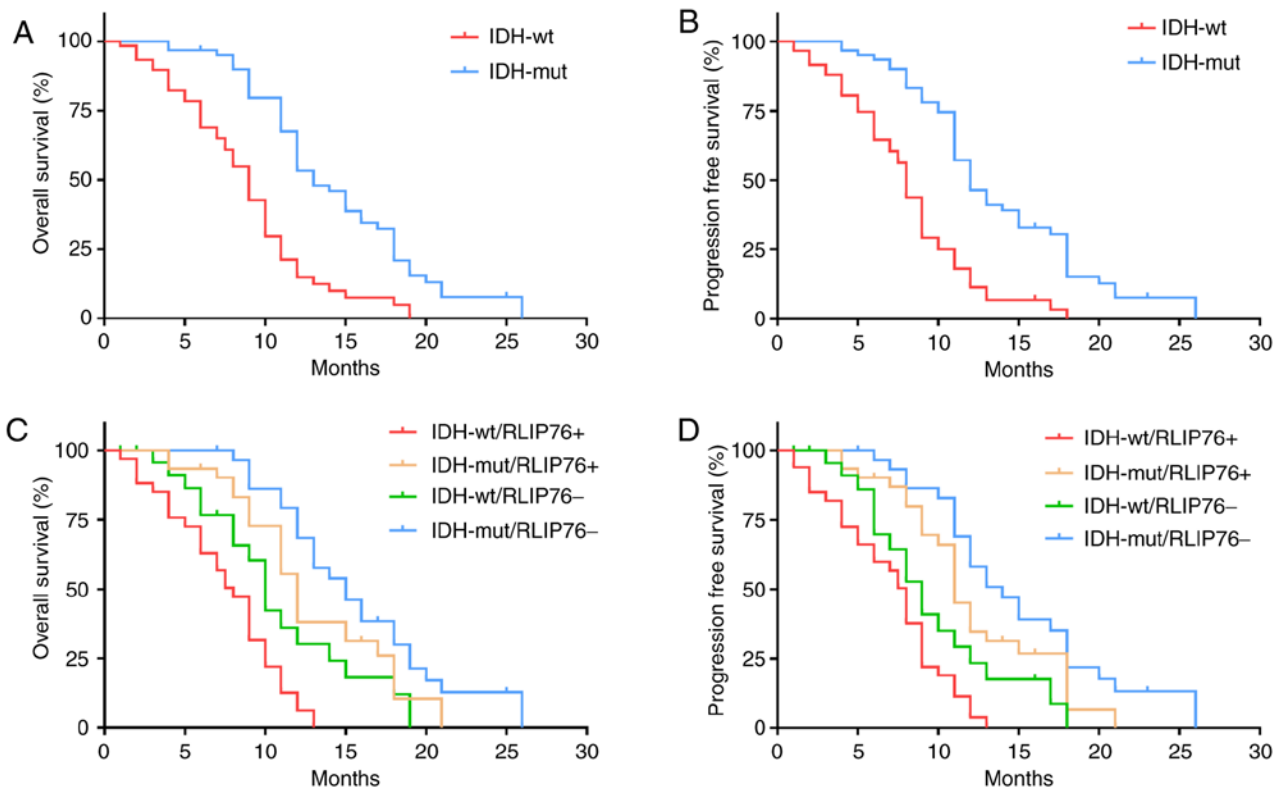 A
IDH-wt
IDH-mut
Overall survival (%)
100
75
50
25
0
0 5 10 15 20 25 30
Months
B
IDH-wt
IDH-mut
Progression free survival (%)
100
75
50
25
0
0 5 10 15 20 25 30
Months
C
IDH-wt/RLIP76+
IDH-mut/RLIP76+
IDH-wt/RLIP76–
IDH-mut/RLIP76–
Overall survival (%)
100
75
50
25
0
0 5 10 15 20 25 30
Months
D
IDH-wt/RLIP76+
IDH-mut/RLIP76+
IDH-wt/RLIP76–
IDH-mut/RLIP76–
Progression free survival (%)
100
75
50
25
0
0 5 10 15 20 25 30
Months